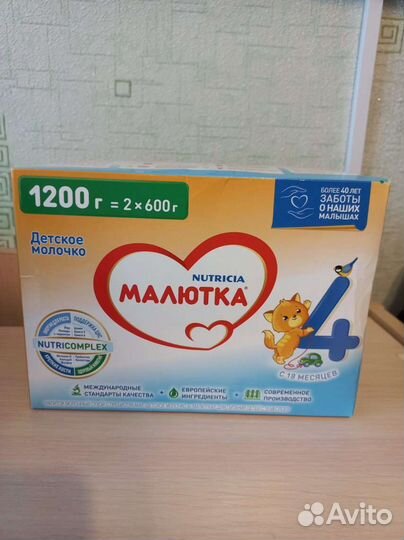 1200 г = 2 × 600 г
БОЛЕЕ 40 ЛЕТ
ЗАБОТЫ
О НАШИХ
МАЛЫШАХ
Детское
молочко
NUTRICIA
МАЛЮТКА®
4
NUTRICOMPLEX
С 18 МЕСЯЦЕВ
МЕЖДУНАРОДНЫЕ
СТАНДАРТЫ КАЧЕСТВА
+
ЕВРОПЕЙСКИЕ
ИНГРЕДИЕНТЫ
+
СОВРЕМЕННОЕ
ПРОИЗВОДСТВО
Avito